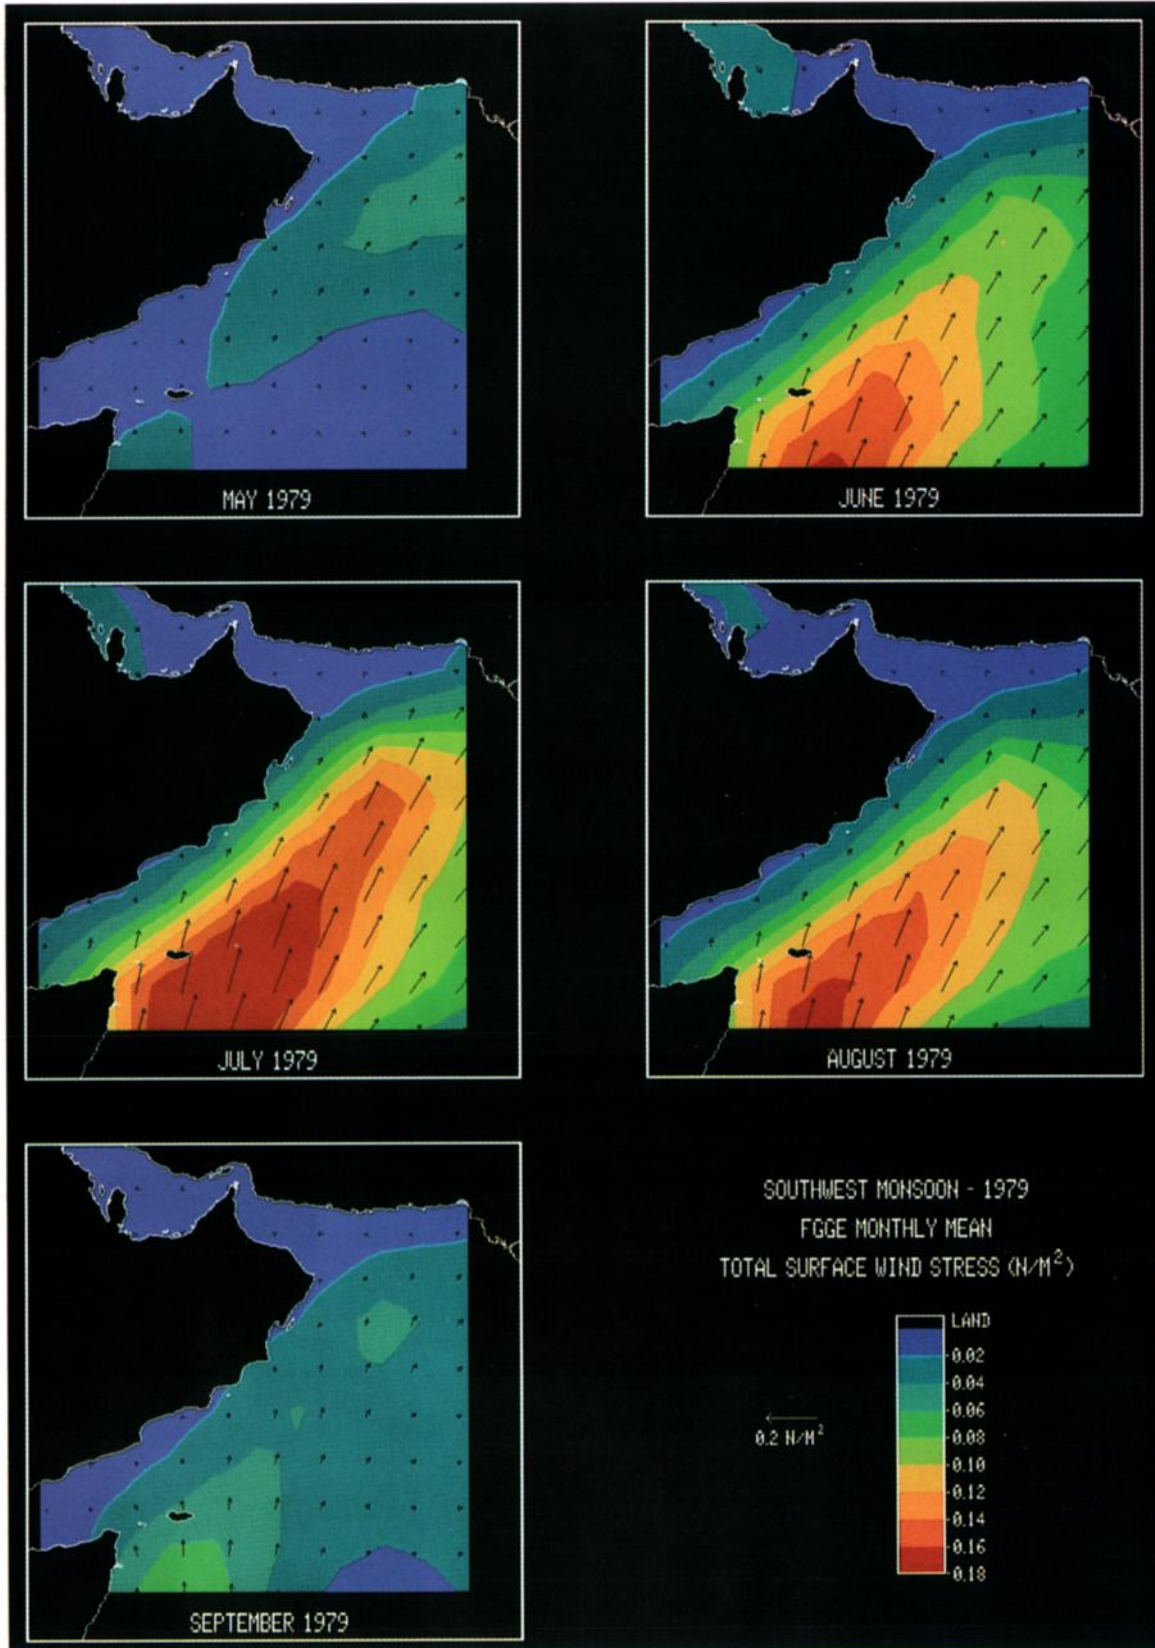 MAY 1979
JUNE 1979
JULY 1979
AUGUST 1979
SEPTEMBER 1979
SOUTHWEST MONSOON - 1979
FGGE MONTHLY MEAN
TOTAL SURFACE WIND STRESS (N/M²)
LAND
0.02
0.04
0.06
0.08
0.10
0.12
0.14
0.16
0.18
0.2 N/M²